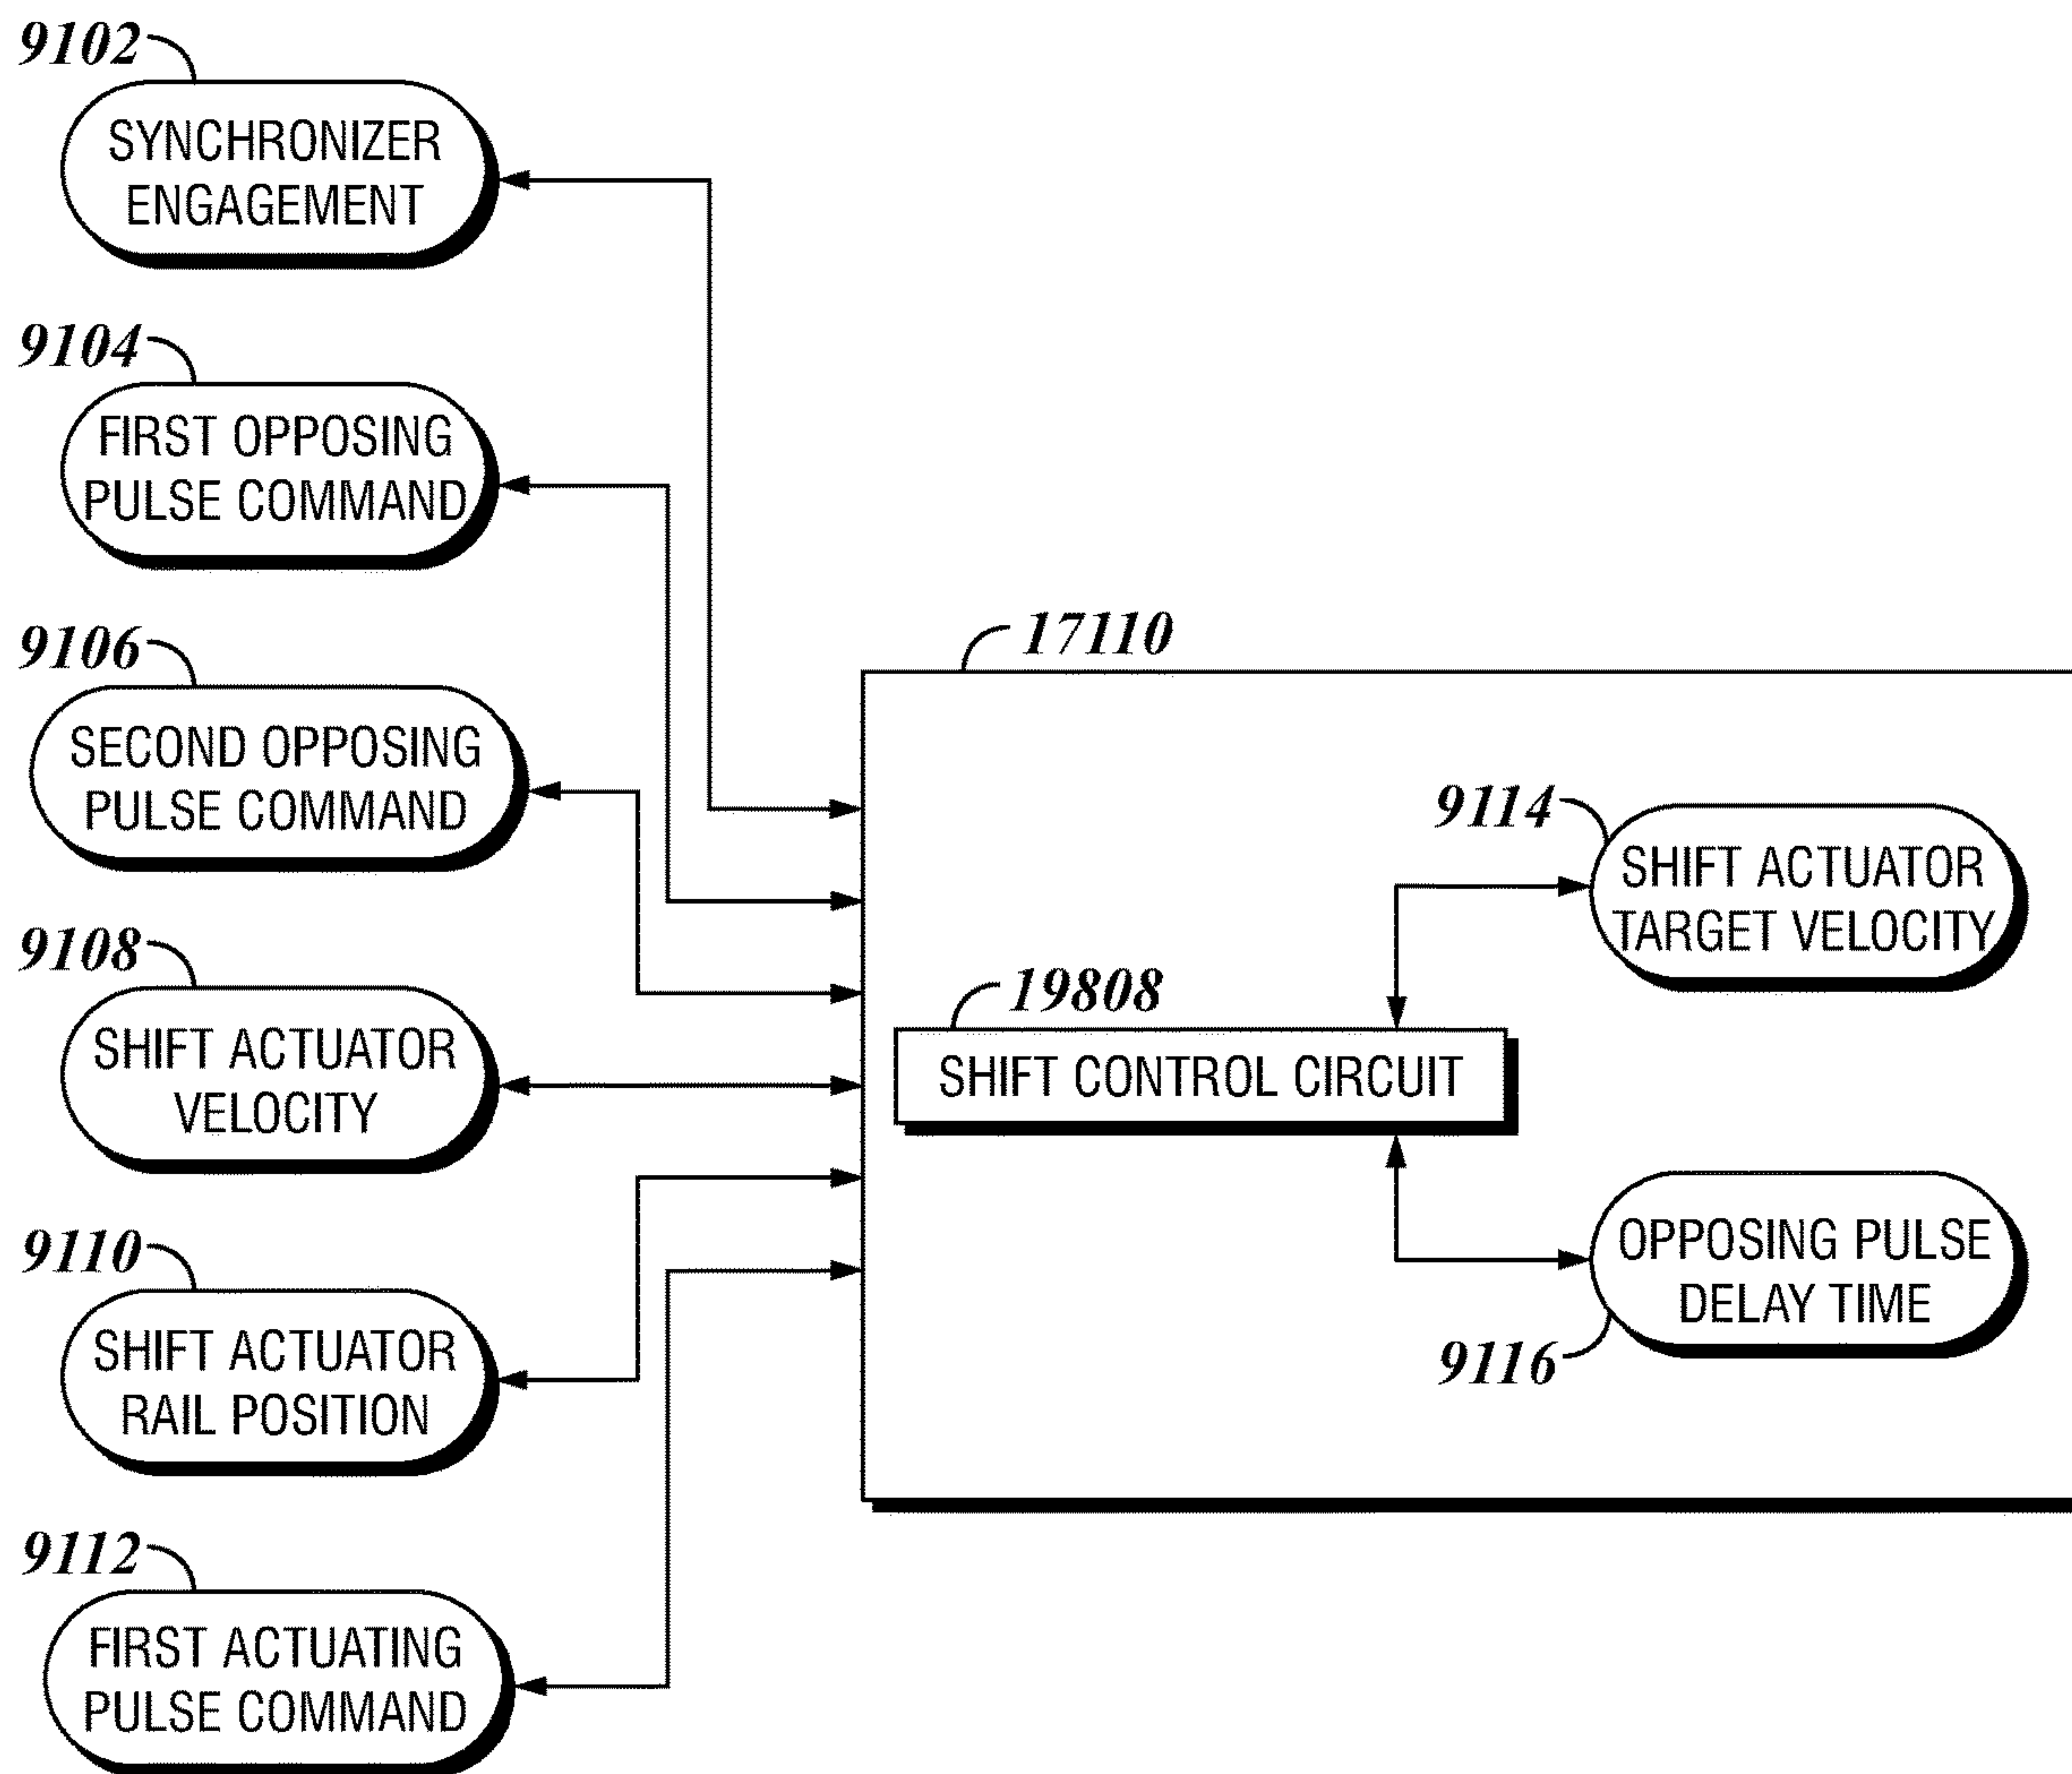 9102
SYNCHRONIZER
ENGAGEMENT
9104
FIRST OPPOSING
PULSE COMMAND
9106
SECOND OPPOSING
PULSE COMMAND
9108
SHIFT ACTUATOR
VELOCITY
9110
SHIFT ACTUATOR
RAIL POSITION
9112
FIRST ACTUATING
PULSE COMMAND
17110
9114
SHIFT ACTUATOR
TARGET VELOCITY
19808
SHIFT CONTROL CIRCUIT
OPPOSING PULSE
DELAY TIME
9116